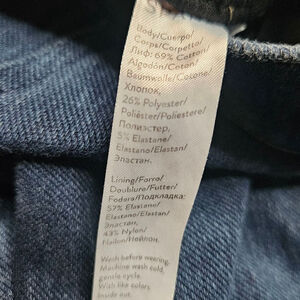 Body/Cuerpo/
Corps/Corpetto/
Лиф: 69% Cotton/
Algodón/Coton/
Baumwolle/Cotone/
Хлопок,
26% Polyester/
Poliéster/Poliestere/
Полиэстер,
5% Elastane/
Elastano/Elastan/
Эластан.
Lining/Forro/
Doublure/Futter/
Fodera/Подкладка:
57% Elastane/
Elastano/Elastan/
Эластан,
43% Nylon/
Nailon/Нейлон.
Wash before wearing.
Machine wash cold,
gentle cycle.
With like colors.
Inside out.